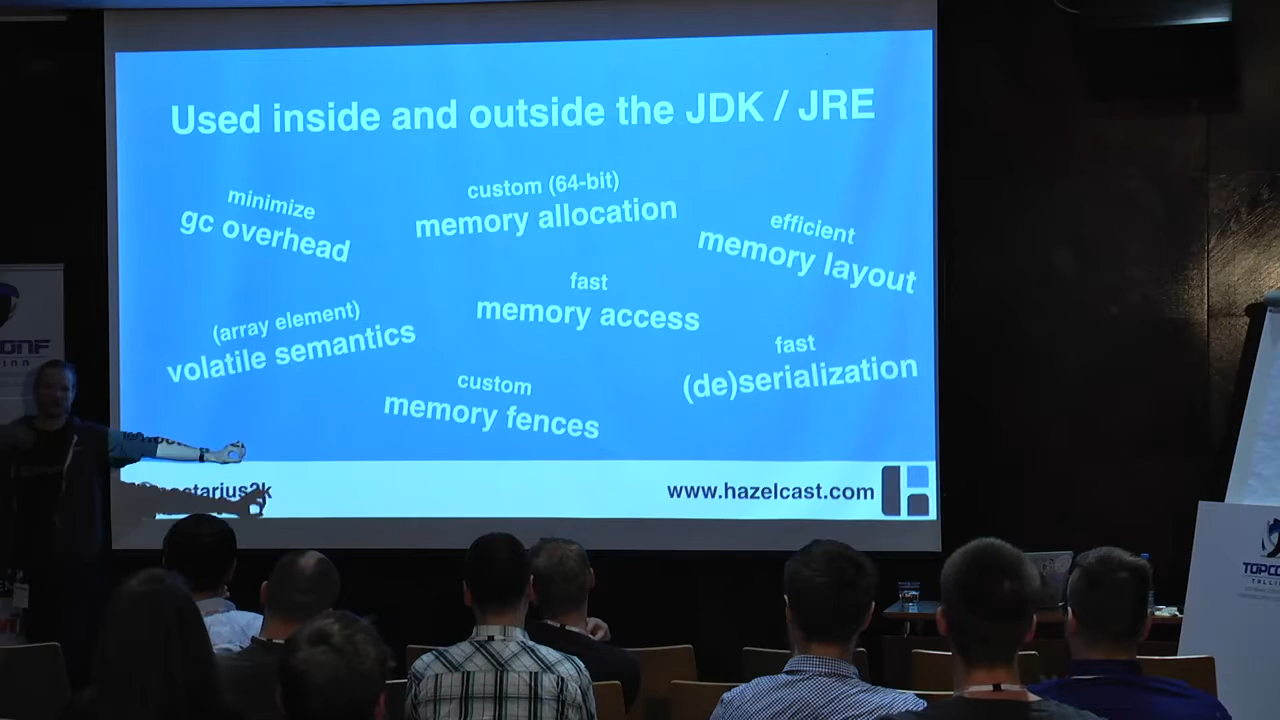 Used inside and outside the JDK / JRE
minimize
gc overhead
custom (64-bit)
memory allocation
efficient
memory layout
fast
memory access
(array element)
volatile semantics
fast
(de)serialization
custom
memory fences
www.hazelcast.com